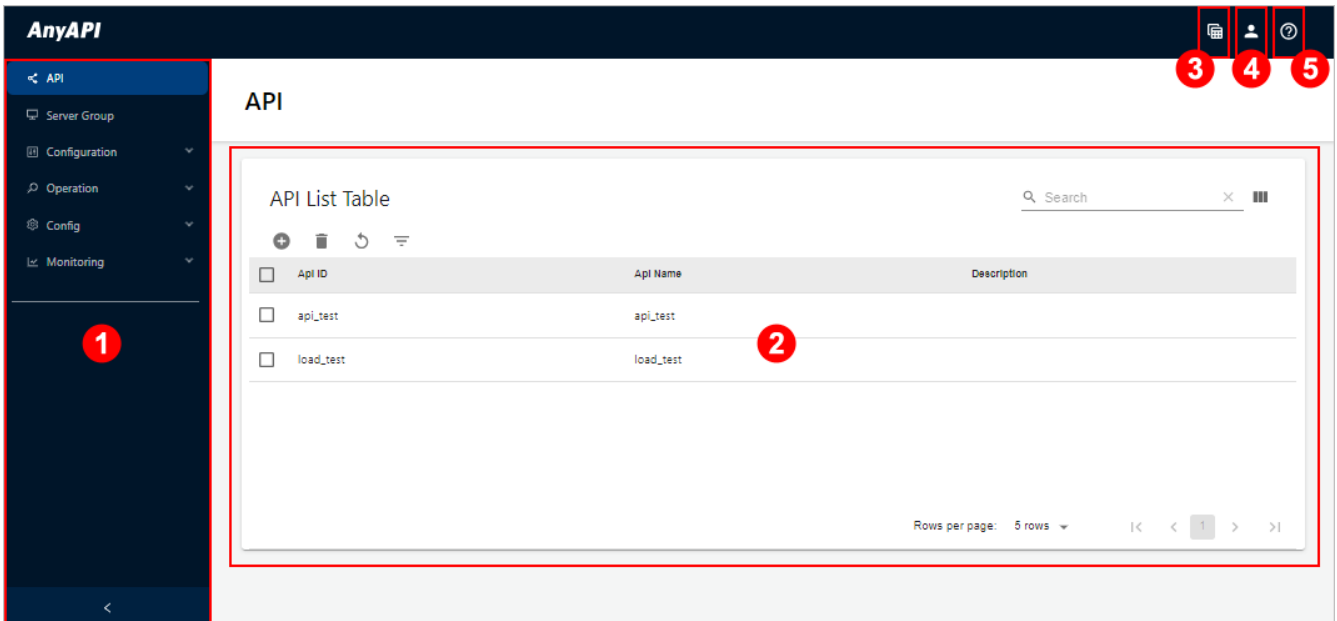 AnyAPI
3
4
5
API
Server Group
Configuration
Operation
Config
Monitoring
1
API
API List Table
Search
Api ID Api Name Description
api_test api_test
2
load_test load_test
Rows per page: 5 rows 1